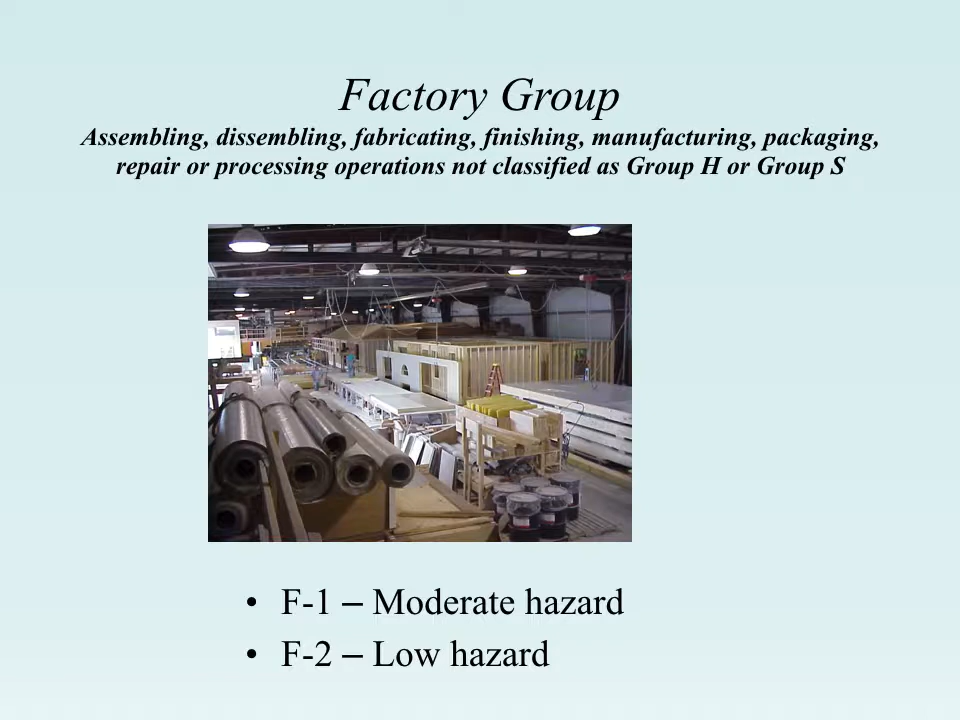 Factory Group
Assembling, dissembling, fabricating, finishing, manufacturing, packaging,
repair or processing operations not classified as Group H or Group S
• F-1 – Moderate hazard
• F-2 – Low hazard